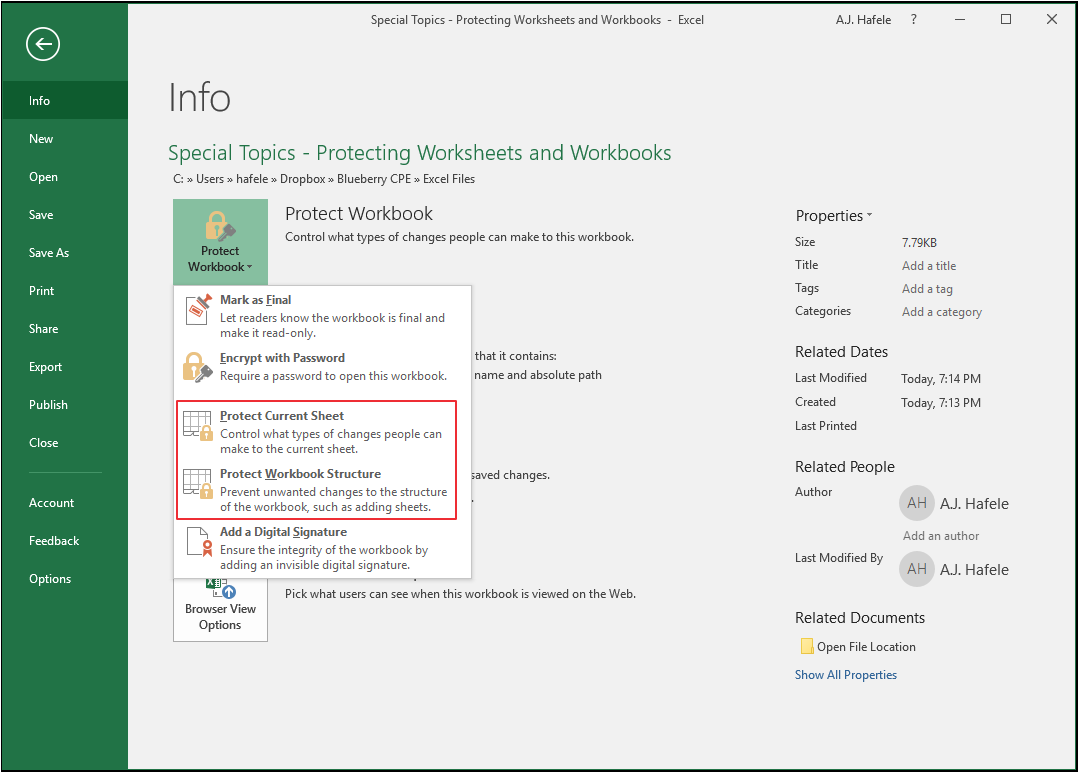 Special Topics - Protecting Worksheets and Workbooks - Excel
A.J. Hafele ?
Info
New
Open
Save
Save As
Print
Share
Export
Publish
Close
Account
Feedback
Options
Info
Special Topics - Protecting Worksheets and Workbooks
C: » Users » hafele » Dropbox » Blueberry CPE » Excel Files
Protect
Workbook
Protect Workbook
Control what types of changes people can make to this workbook.
Mark as Final
Let readers know the workbook is final and
make it read-only.
Encrypt with Password
Require a password to open this workbook.
that it contains:
name and absolute path
Protect Current Sheet
Control what types of changes people can
make to the current sheet.
Protect Workbook Structure
Prevent unwanted changes to the structure
of the workbook, such as adding sheets.
saved changes.
Add a Digital Signature
Ensure the integrity of the workbook by
adding an invisible digital signature.
Browser View
Options
Pick what users can see when this workbook is viewed on the Web.
Properties
Size 7.79KB
Title Add a title
Tags Add a tag
Categories Add a category
Related Dates
Last Modified Today, 7:14 PM
Created Today, 7:13 PM
Last Printed
Related People
Author AH A.J. Hafele
Add an author
Last Modified By AH A.J. Hafele
Related Documents
Open File Location
Show All Properties